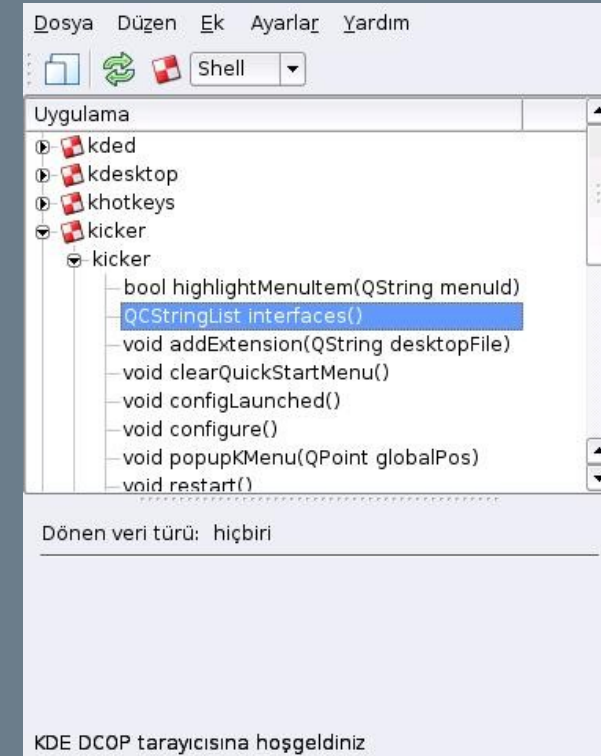 Dosya Düzen Ek Ayarlar Yardım
Shell
Uygulama
kded
kdesktop
khotkeys
kicker
kicker
bool highlightMenuItem(QString menuId)
QCStringList interfaces()
void addExtension(QString desktopFile)
void clearQuickStartMenu()
void configLaunched()
void configure()
void popupKMenu(QPoint globalPos)
void restart()
Dönen veri türü: hiçbiri
KDE DCOP tarayıcısına hoşgeldiniz